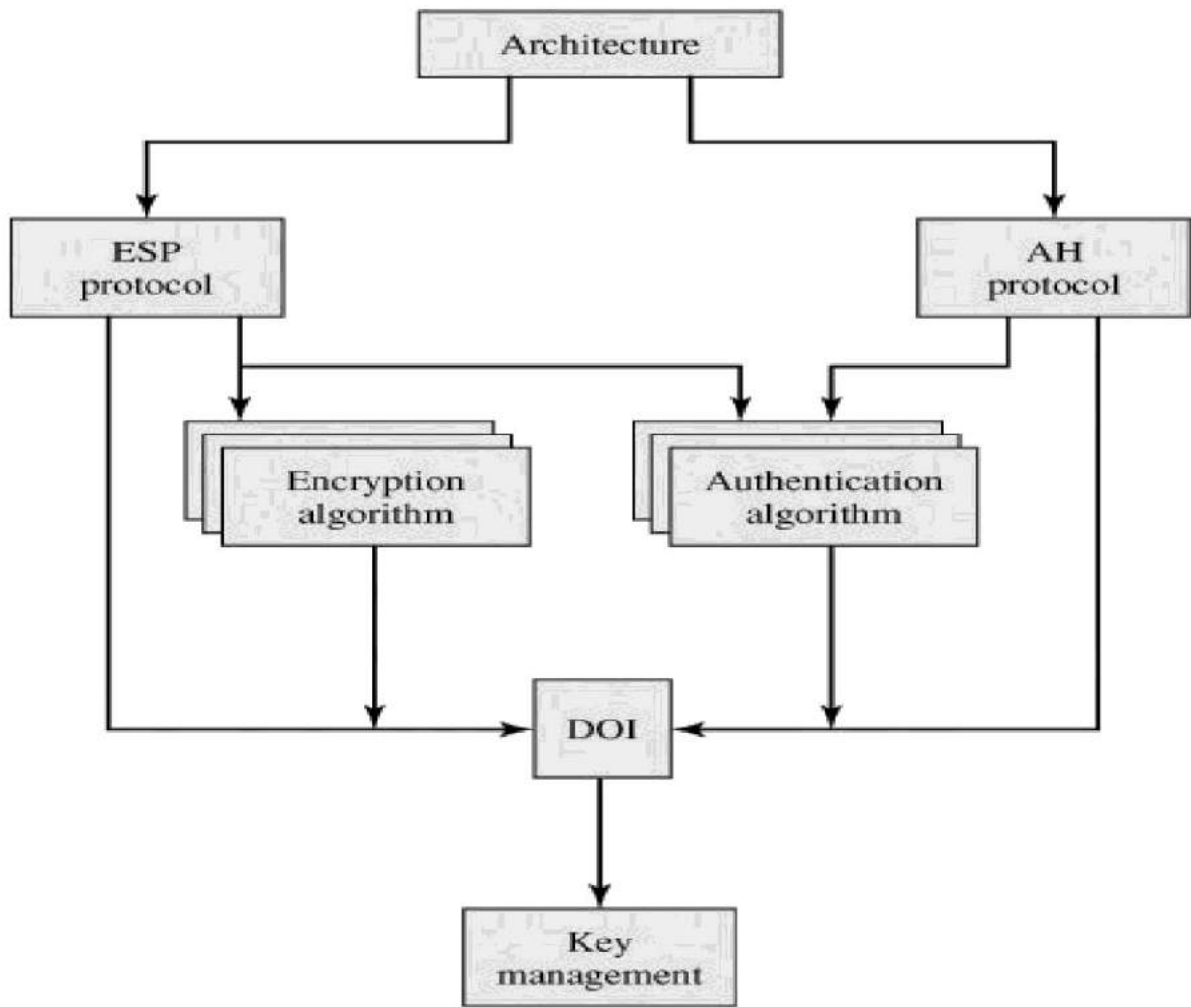 Architecture
ESP
protocol
AH
protocol
Encryption
algorithm
Authentication
algorithm
DOI
Key
management